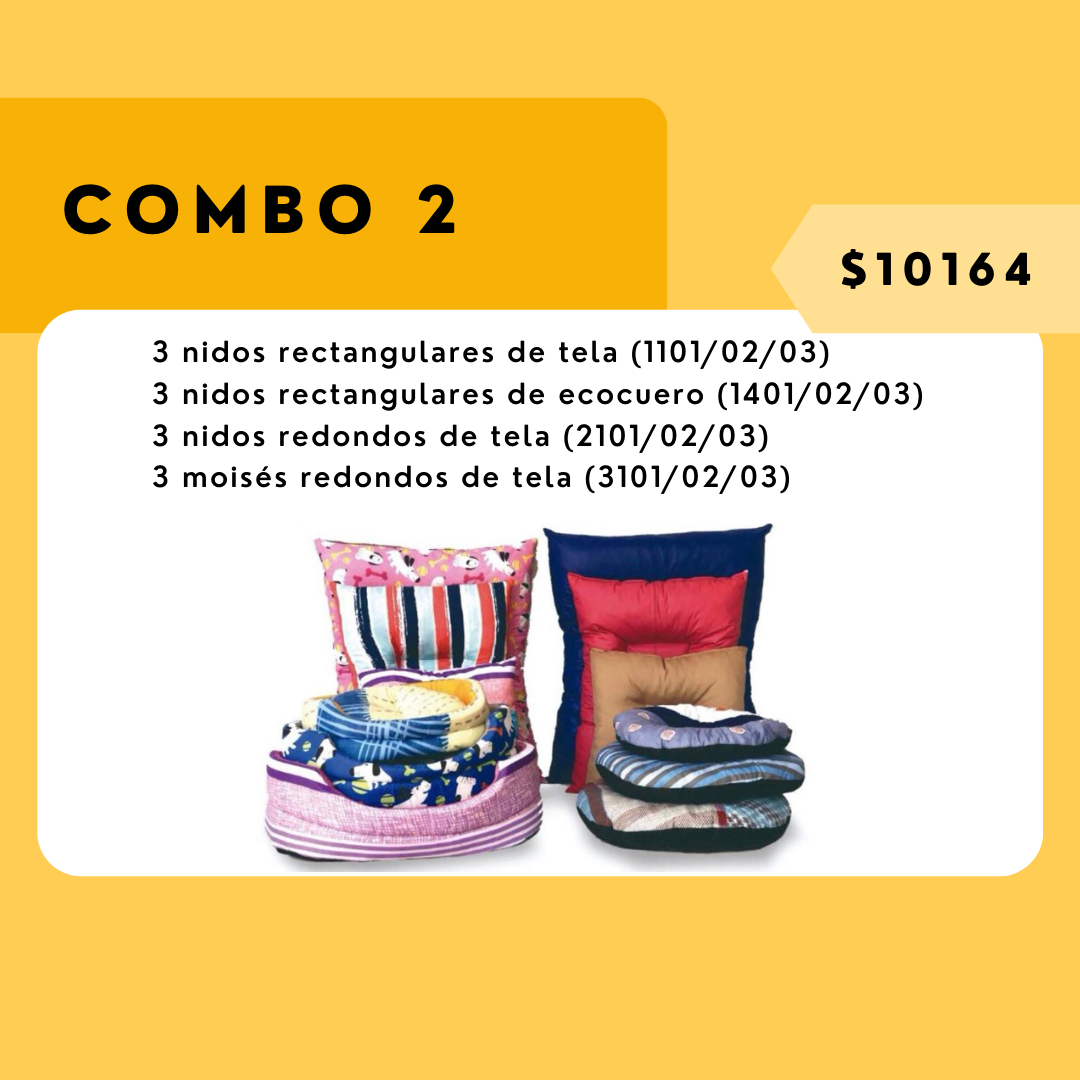 COMBO 2
$10164
3 nidos rectangulares de tela (1101/02/03)
3 nidos rectangulares de ecocuero (1401/02/03)
3 nidos redondos de tela (2101/02/03)
3 moisés redondos de tela (3101/02/03)